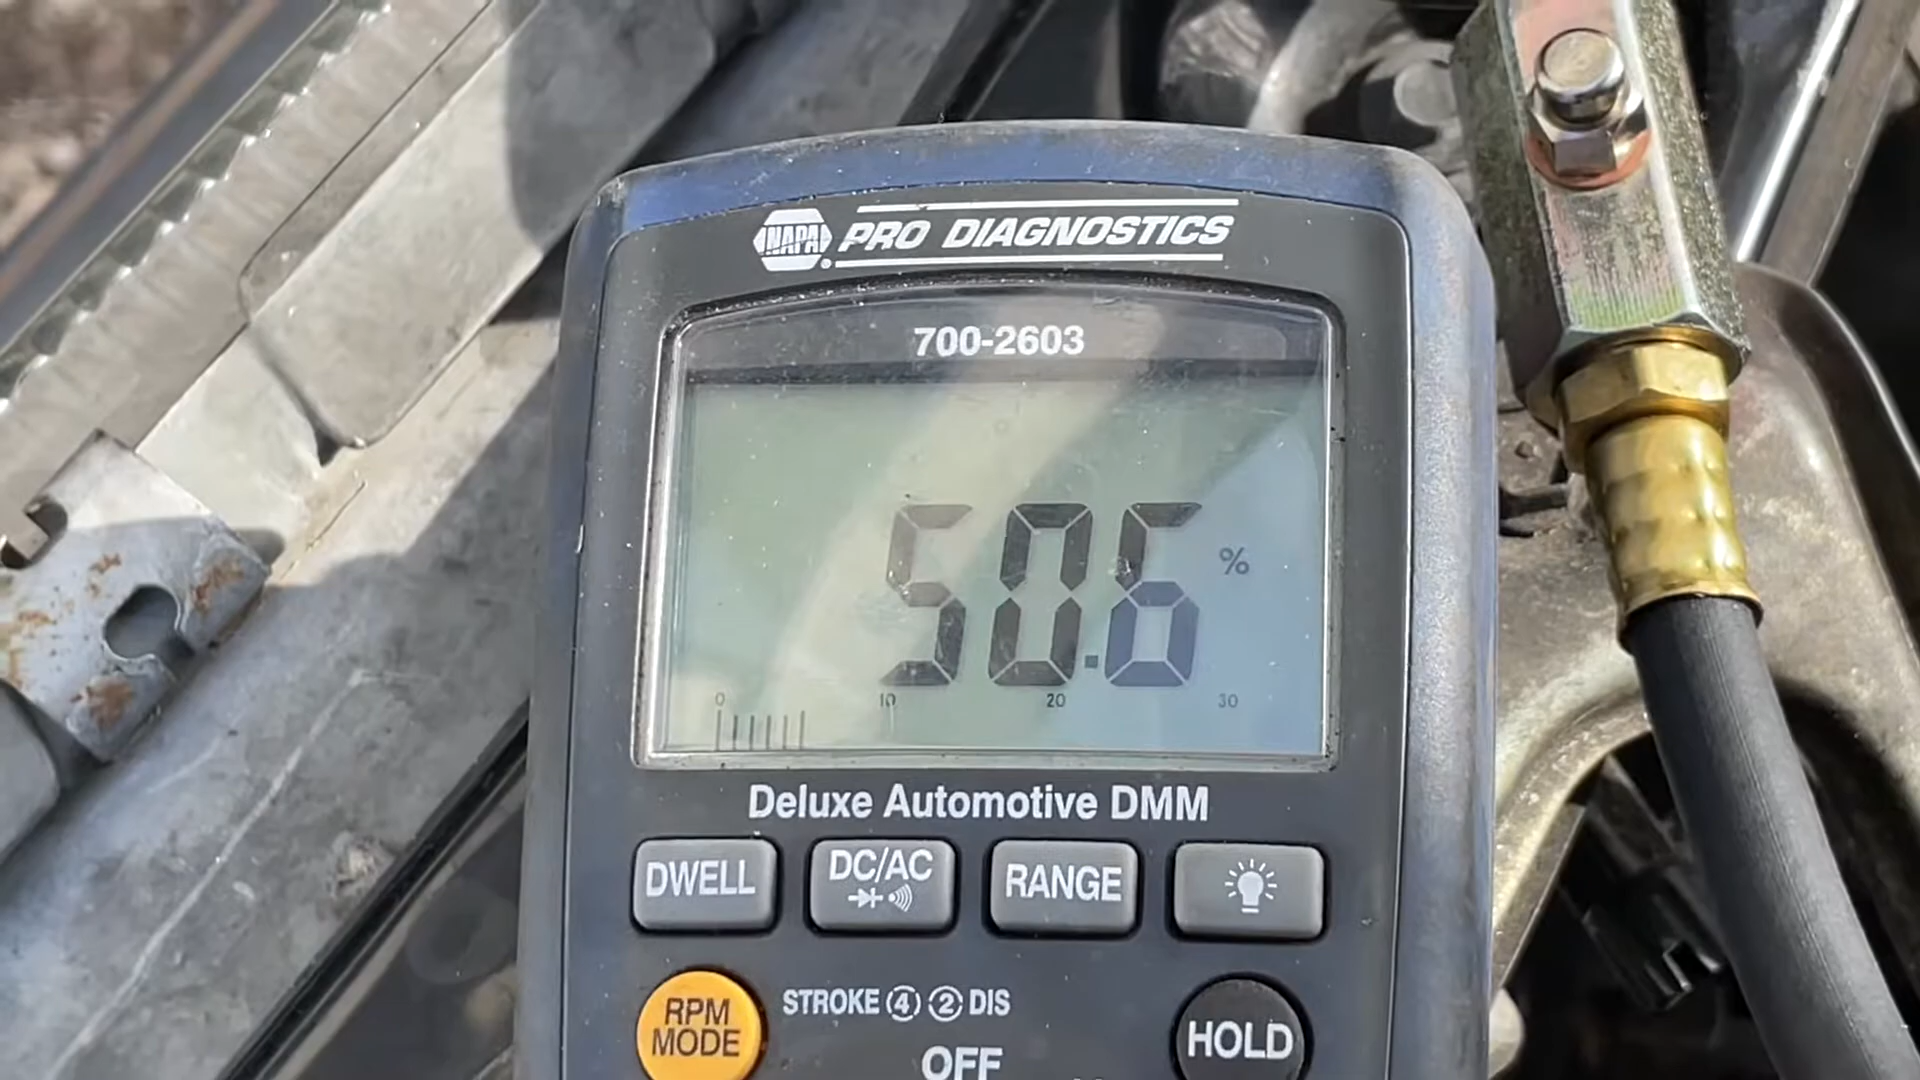 NAPA PRO DIAGNOSTICS
700-2603
50.6 %
0 10 20 30
Deluxe Automotive DMM
DWELL DC/AC RANGE
RPM MODE
STROKE 4 2 DIS
HOLD
OFF